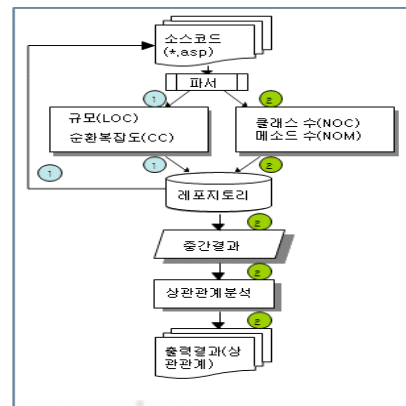 소스코드
(*.asp)
파서
1
2
규모(LOC)
순환복잡도(CC)
클래스 수(NOC)
메소드 수(NOM)
1
2
1
레포지토리
2
중간결과
2
상관관계분석
2
출력결과(상
관관계)